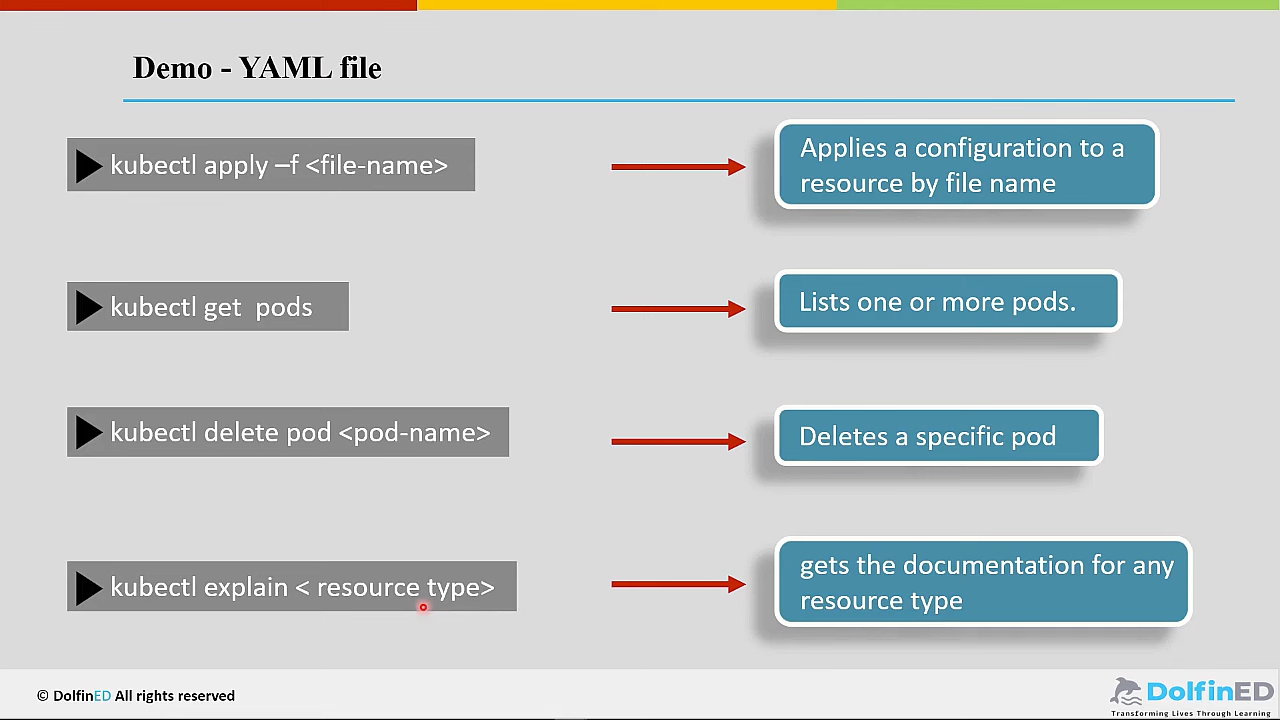 Demo - YAML file
kubectl apply –f <file-name>
Applies a configuration to a
resource by file name
kubectl get  pods
Lists one or more pods.
kubectl delete pod <pod-name>
Deletes a specific pod
kubectl explain < resource type>
gets the documentation for any
resource type
© DolfinED All rights reserved
DolfinED
Transforming Lives Through Learning